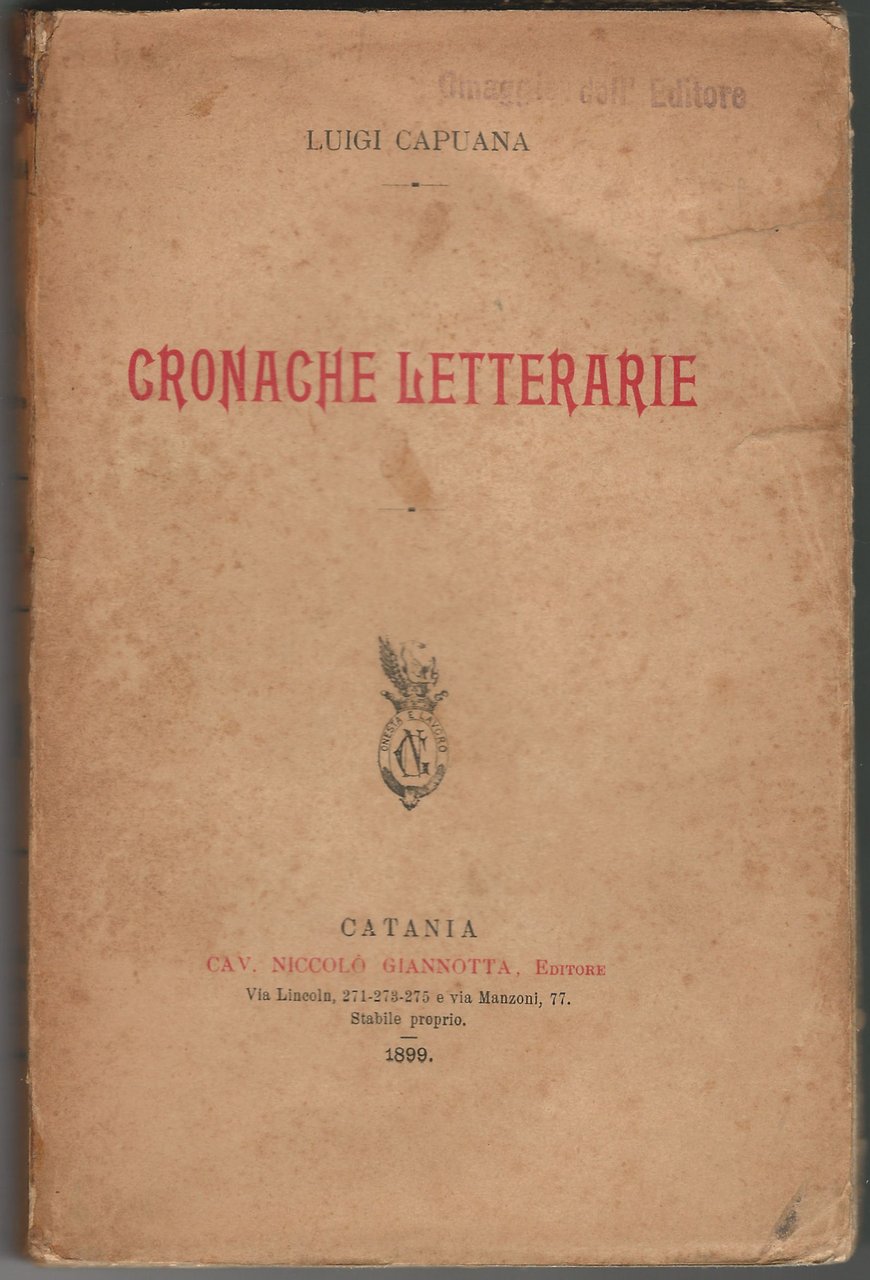 Omaggio dell' Editore
LUIGI CAPUANA
CRONACHE LETTERARIE
ONESTA E LAVORO
NG
CATANIA
CAV. NICCOLÒ GIANNOTTA, EDITORE
Via Lincoln, 271-273-275 e via Manzoni, 77.
Stabile proprio.
1899.